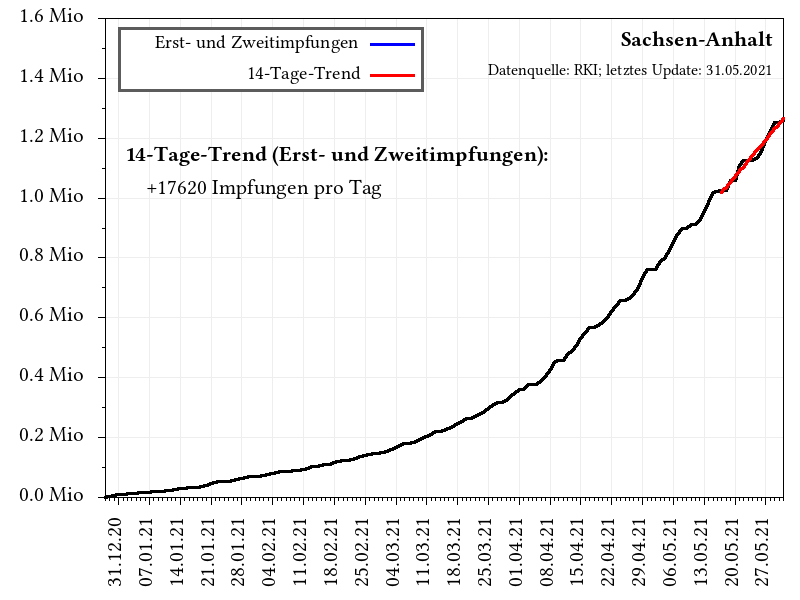 1.6 Mio
1.4 Mio
1.2 Mio
1.0 Mio
0.8 Mio
0.6 Mio
0.4 Mio
0.2 Mio
0.0 Mio
Erst- und Zweitimpfungen
14-Tage-Trend
Sachsen-Anhalt
Datenquelle: RKI; letztes Update: 31.05.2021
14-Tage-Trend (Erst- und Zweitimpfungen):
+17620 Impfungen pro Tag
31.12.20
07.01.21
14.01.21
21.01.21
28.01.21
04.02.21
11.02.21
18.02.21
25.02.21
04.03.21
11.03.21
18.03.21
25.03.21
01.04.21
08.04.21
15.04.21
22.04.21
29.04.21
06.05.21
13.05.21
20.05.21
27.05.21